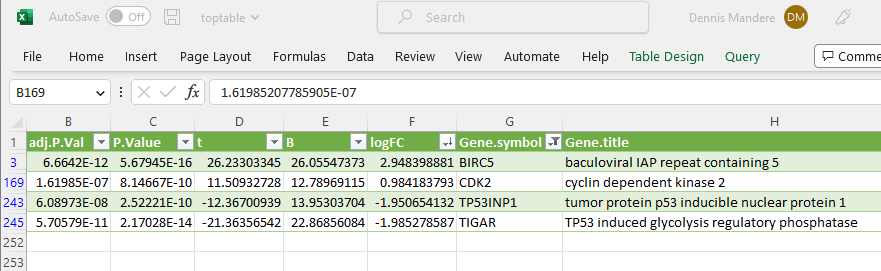 AutoSave Off toptable Search Dennis Mandere DM
File Home Insert Page Layout Formulas Data Review View Automate Help Table Design Query Comme
B169 fx 1.61985207785905E-07
B C D E F G H
1 adj.P.Val P.Value t B logFC Gene.symbol Gene.title
3 6.6642E-12 5.67945E-16 26.23303345 26.05547373 2.948398881 BIRC5 baculoviral IAP repeat containing 5
169 1.61985E-07 8.14667E-10 11.50932728 12.78969115 0.984183793 CDK2 cyclin dependent kinase 2
243 6.08973E-08 2.52221E-10 -12.36700939 13.95303704 -1.950654132 TP53INP1 tumor protein p53 inducible nuclear protein 1
245 5.70579E-11 2.17028E-14 -21.36356542 22.86856084 -1.985278587 TIGAR TP53 induced glycolysis regulatory phosphatase
252
253